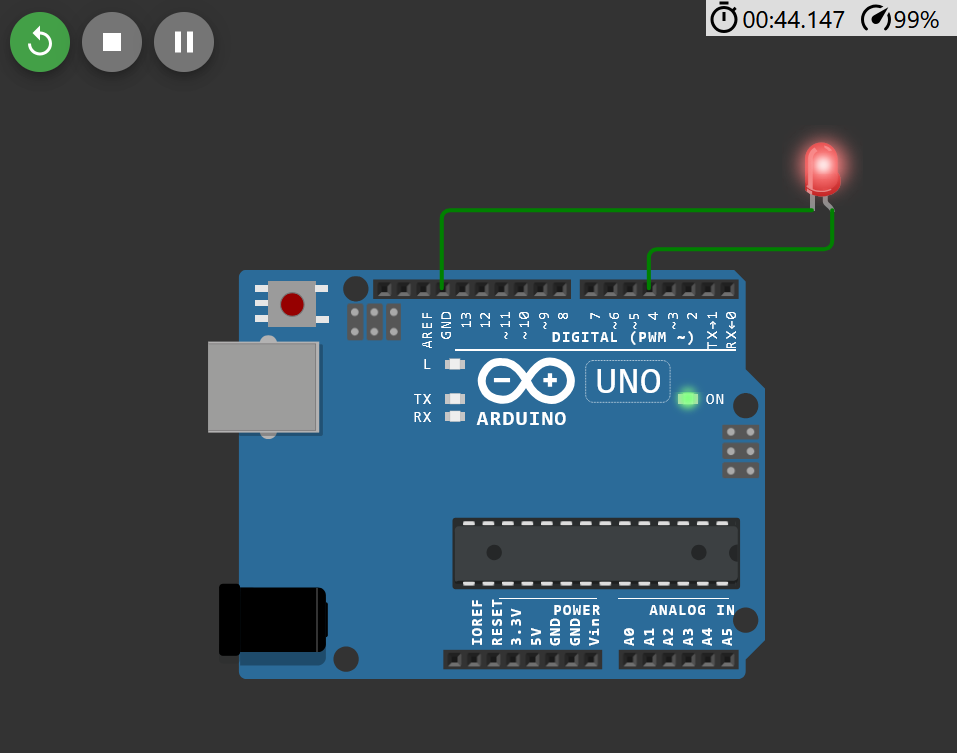 00:44.147 99%
AREF
GND
13
12
~11
~10
~9
8
7
~6
~5
4
~3
2
TX→1
RX←0
DIGITAL (PWM ~)
L
TX
RX
UNO
ON
ARDUINO
IOREF
RESET
3.3V
5V
GND
GND
Vin
POWER
ANALOG IN
A0
A1
A2
A3
A4
A5